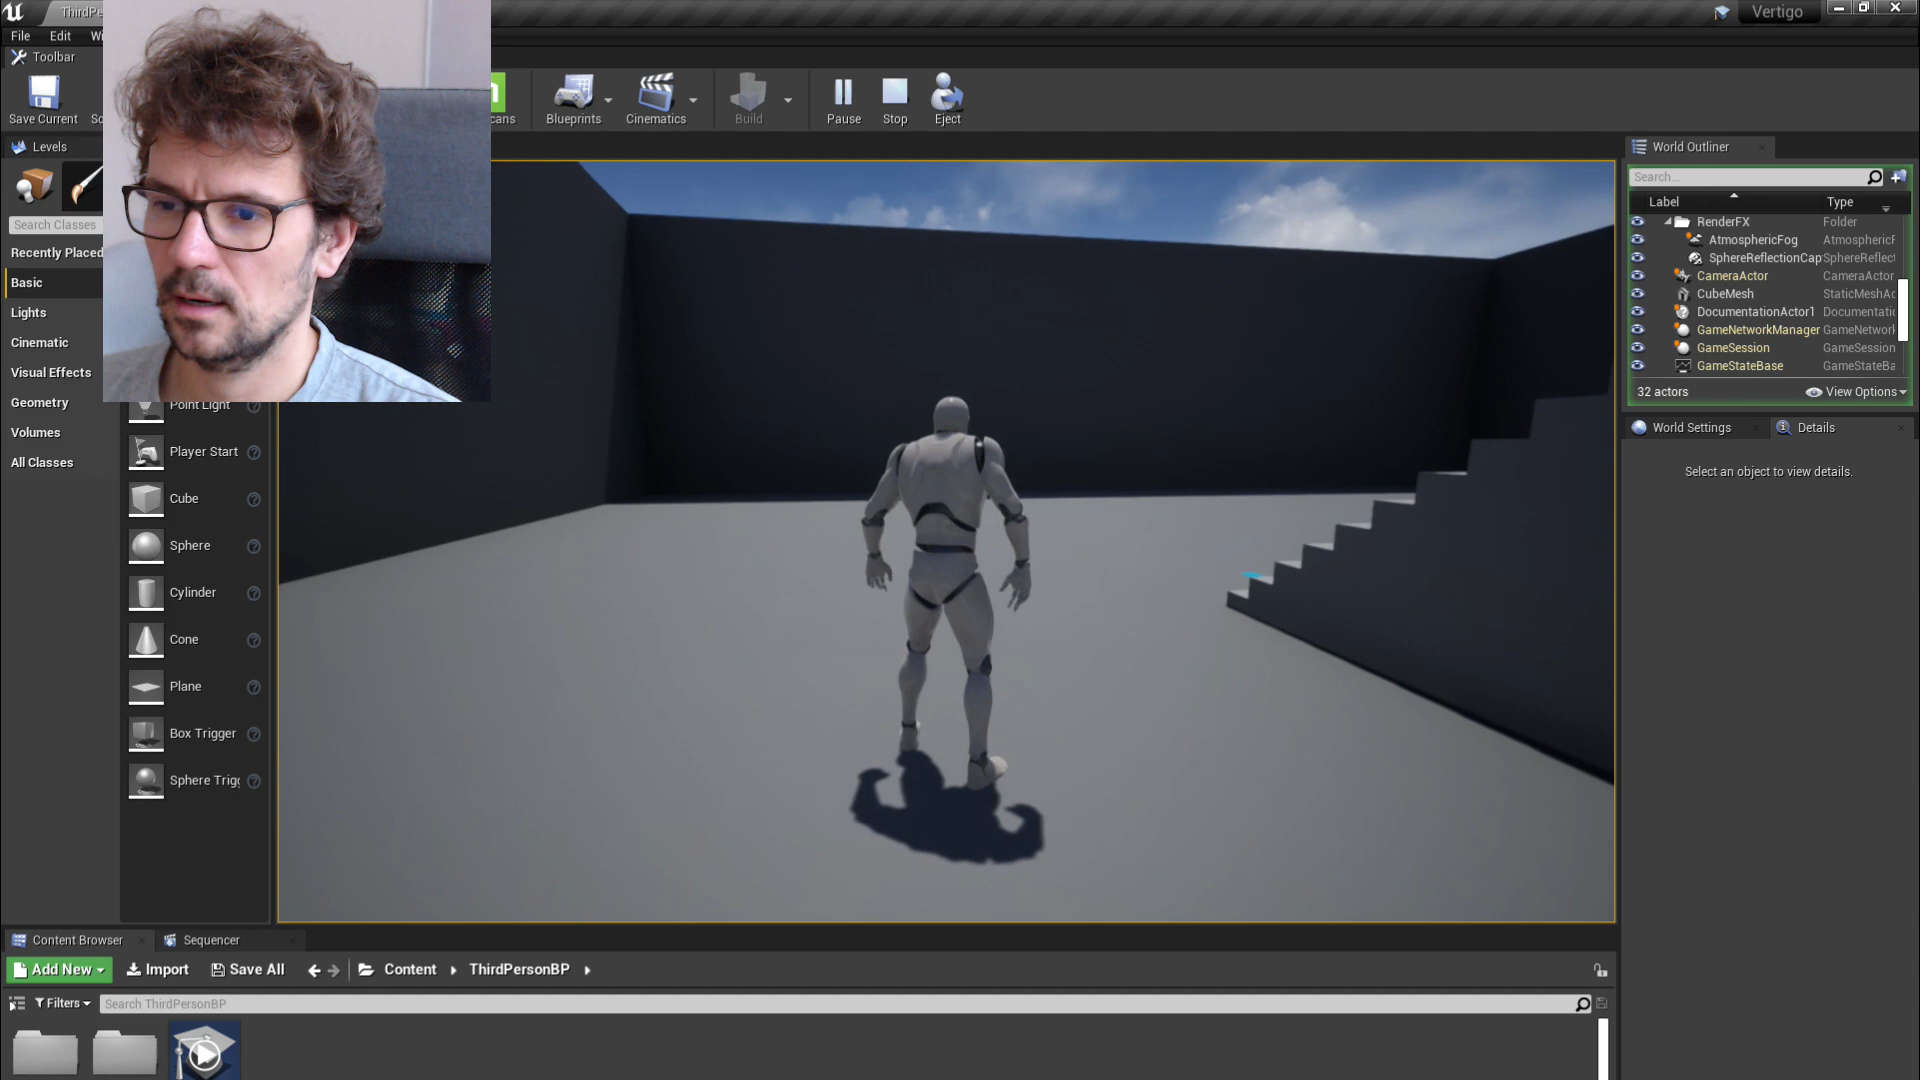 ThirdPe
Vertigo
File Edit Wi
Toolbar
Save Current So cans Blueprints Cinematics Build Pause Stop Eject
Levels
World Outliner
Search...
Label Type
RenderFX Folder
AtmosphericFog AtmosphericF
SphereReflectionCap SphereReflect
CameraActor CameraActor
CubeMesh StaticMeshAc
DocumentationActor1 Documentatic
GameNetworkManager GameNetwork
GameSession GameSession
GameStateBase GameStateBa
32 actors View Options
World Settings Details
Select an object to view details.
Search Classes
Recently Placed
Basic
Lights
Cinematic
Visual Effects
Geometry
Volumes
All Classes
Point Light
Player Start
Cube
Sphere
Cylinder
Cone
Plane
Box Trigger
Sphere Trigg
Content Browser Sequencer
Add New Import Save All Content ThirdPersonBP
Filters Search ThirdPersonBP